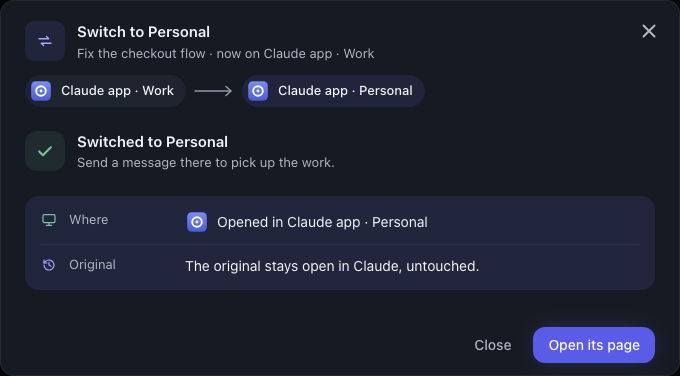 Switch to Personal
Fix the checkout flow · now on Claude app · Work
Claude app · Work
Claude app · Personal
Switched to Personal
Send a message there to pick up the work.
Where
Opened in Claude app · Personal
Original
The original stays open in Claude, untouched.
Close
Open its page